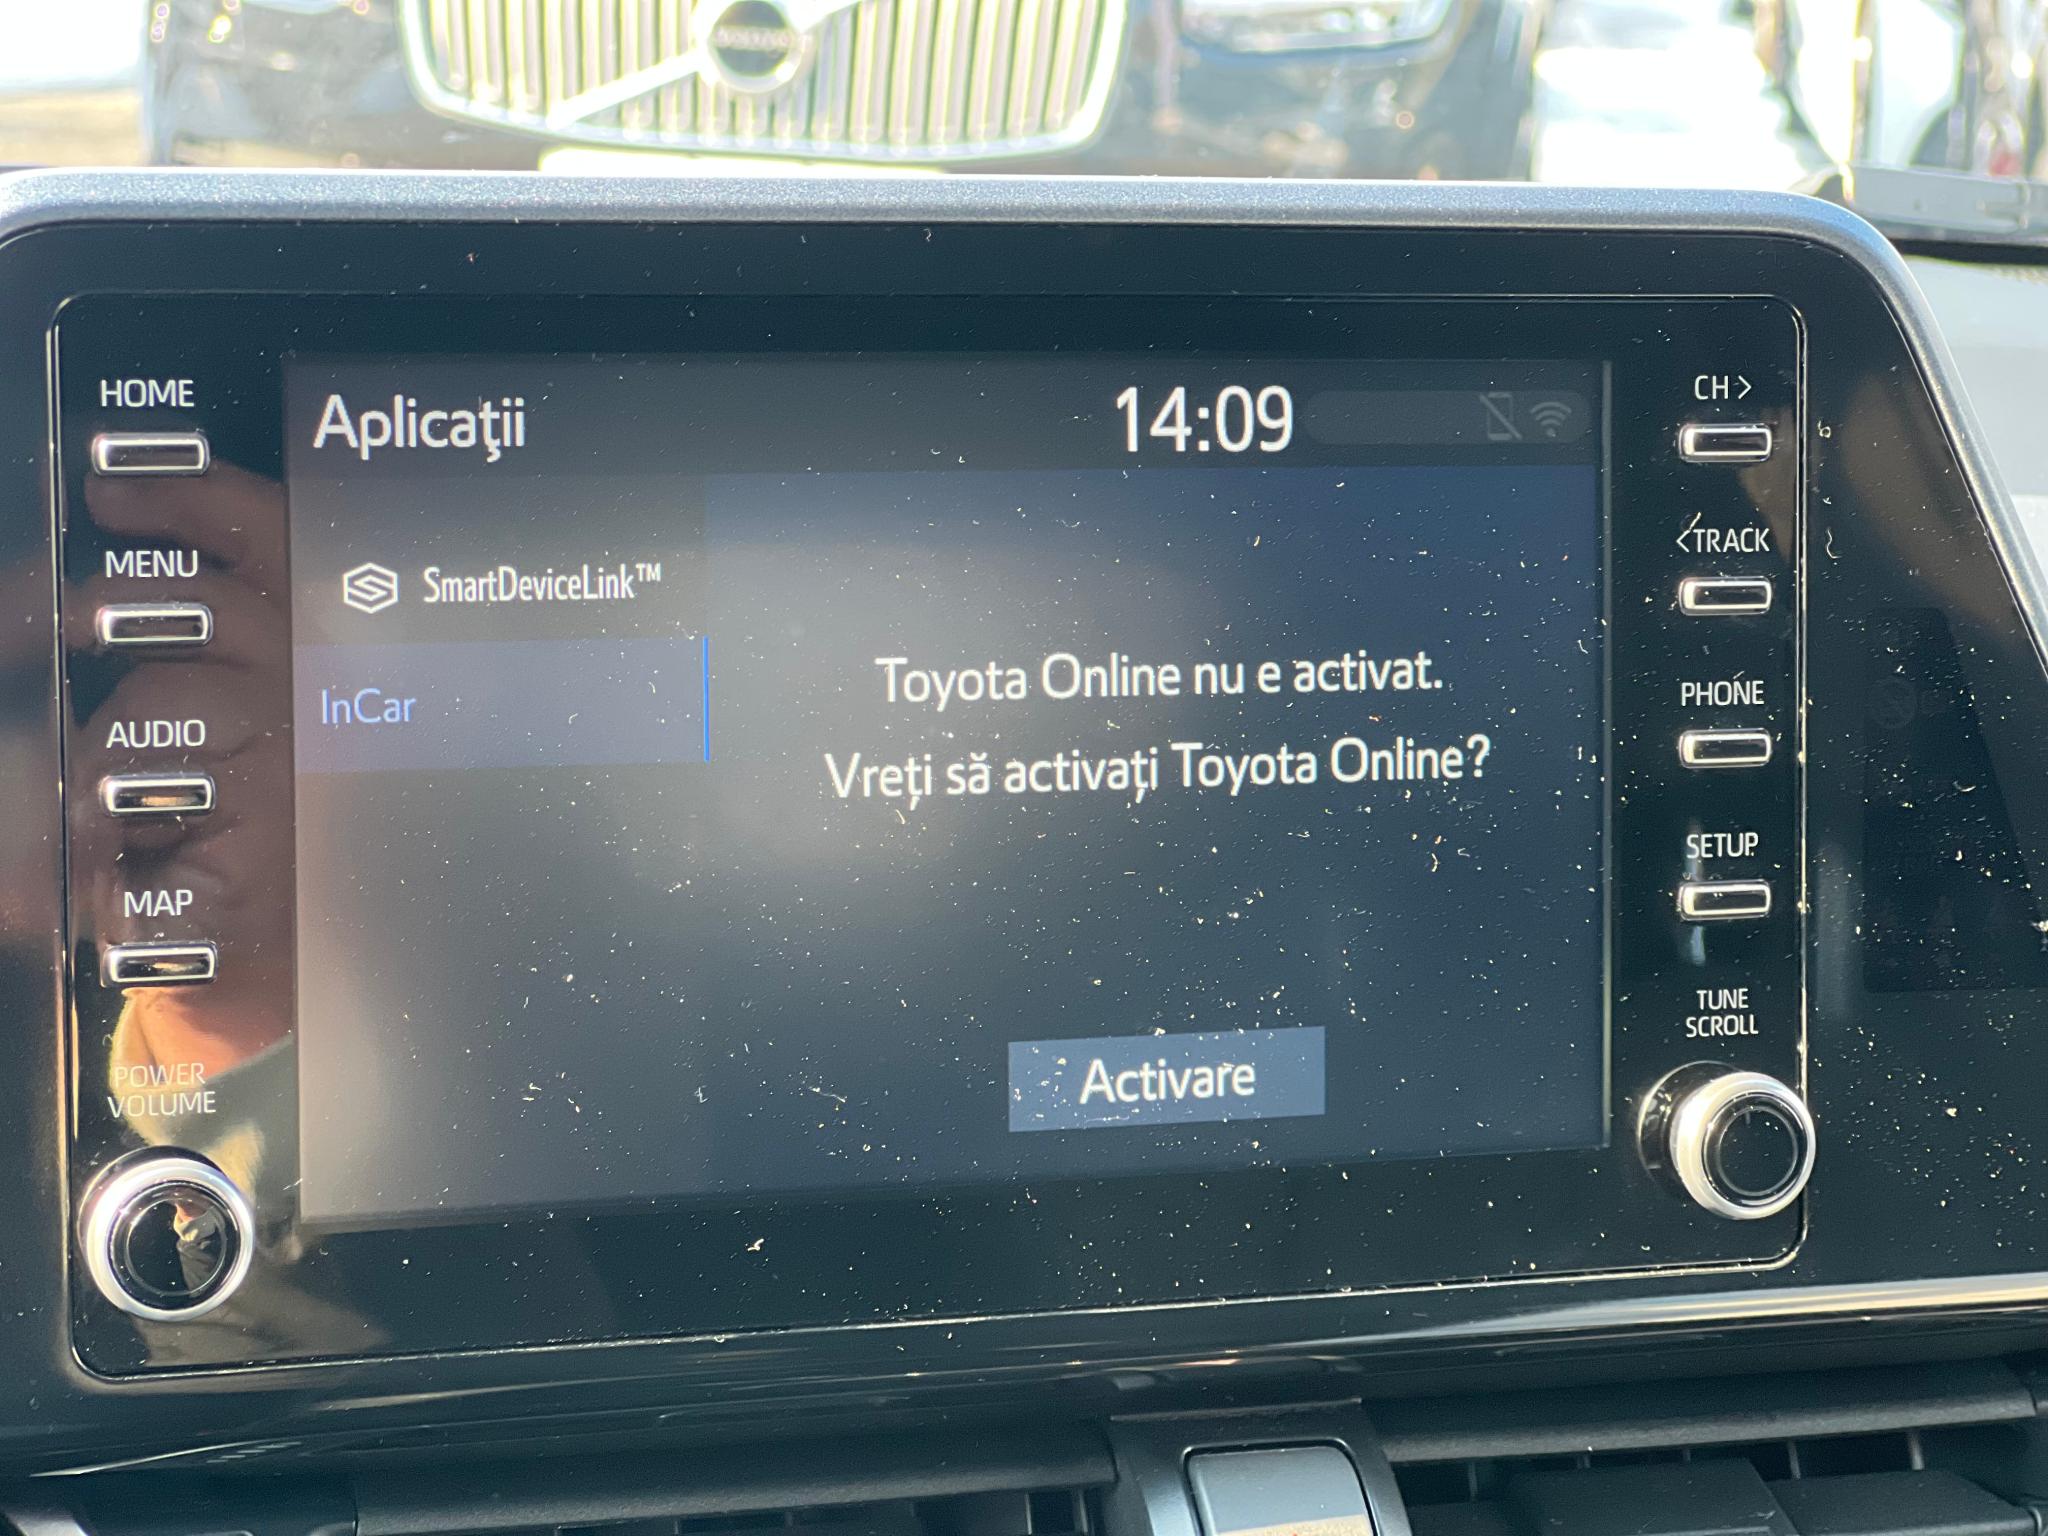 HOME
MENU
AUDIO
MAP
POWER
VOLUME
Aplicaţii
14:09
SmartDeviceLink™
InCar
Toyota Online nu e activat.
Vreți să activați Toyota Online?
Activare
CH>
<TRACK
PHONE
SETUP
TUNE
SCROLL